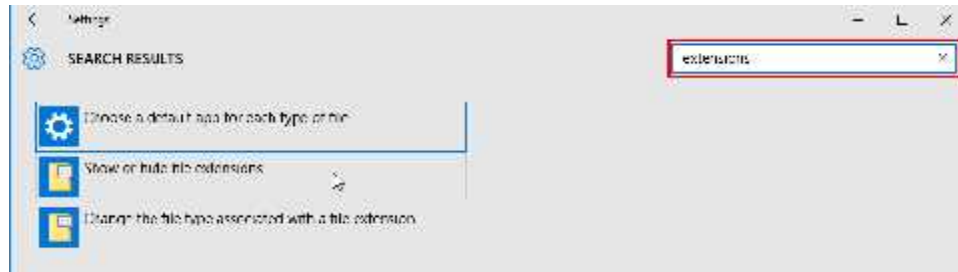 Settings
SEARCH RESULTS
extensions
Choose a default app for each type of file
Show or hide file extensions
Change the file type associated with a file extension